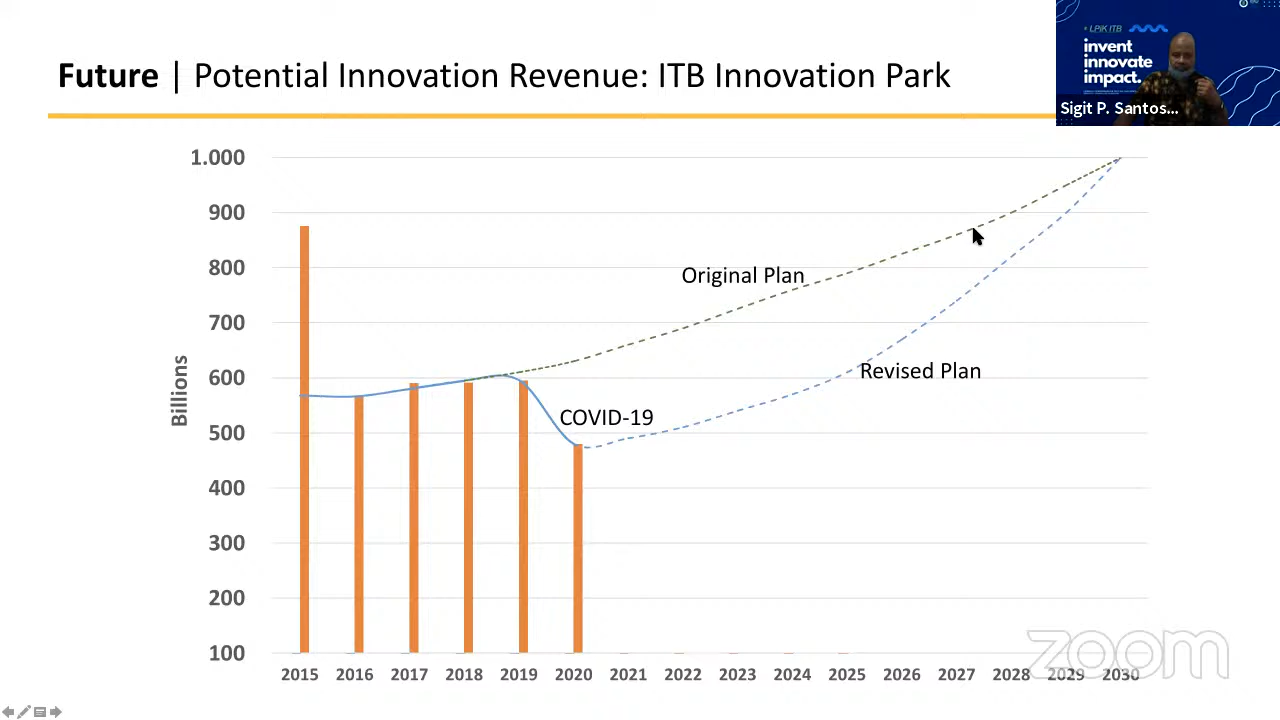 Future | Potential Innovation Revenue: ITB Innovation Park
LPiK ITB
invent
innovate
impact.
Sigit P. Santos...
Billions
1.000
900
800
700
600
500
400
300
200
100
Original Plan
Revised Plan
COVID-19
2015 2016 2017 2018 2019 2020 2021 2022 2023 2024 2025 2026 2027 2028 2029 2030
zoom